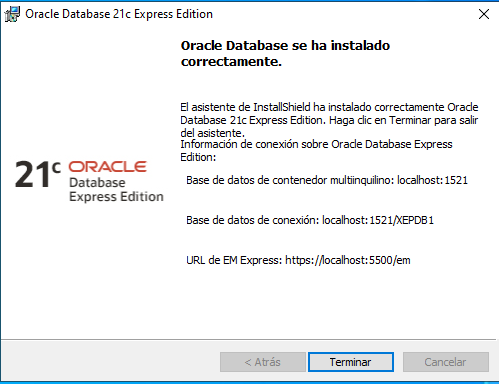 Oracle Database 21c Express Edition
Oracle Database se ha instalado
correctamente.
El asistente de InstallShield ha instalado correctamente Oracle
Database 21c Express Edition. Haga clic en Terminar para salir
del asistente.
Información de conexión sobre Oracle Database Express
Edition:
21c ORACLE
Database
Express Edition
Base de datos de contenedor multiinquilino: localhost:1521
Base de datos de conexión: localhost:1521/XEPDB1
URL de EM Express: https://localhost:5500/em
< Atrás
Terminar
Cancelar